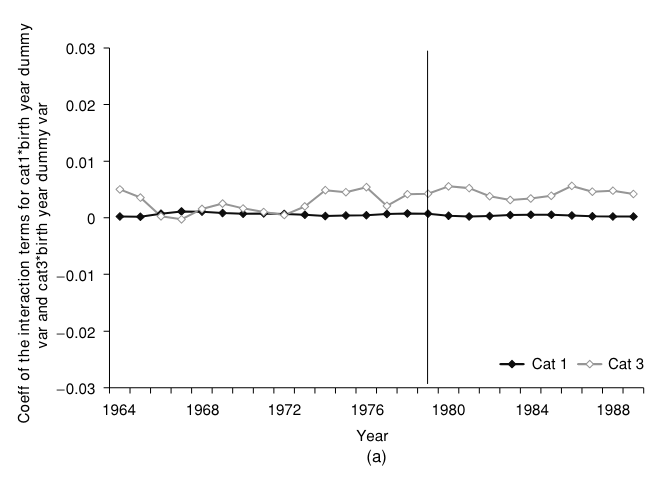 Coeff of the interaction terms for cat1*birth year dummy
var and cat3*birth year dummy var
0.03
0.02
0.01
0
−0.01
−0.02
−0.03
Cat 1 Cat 3
1964 1968 1972 1976 1980 1984 1988
Year
(a)